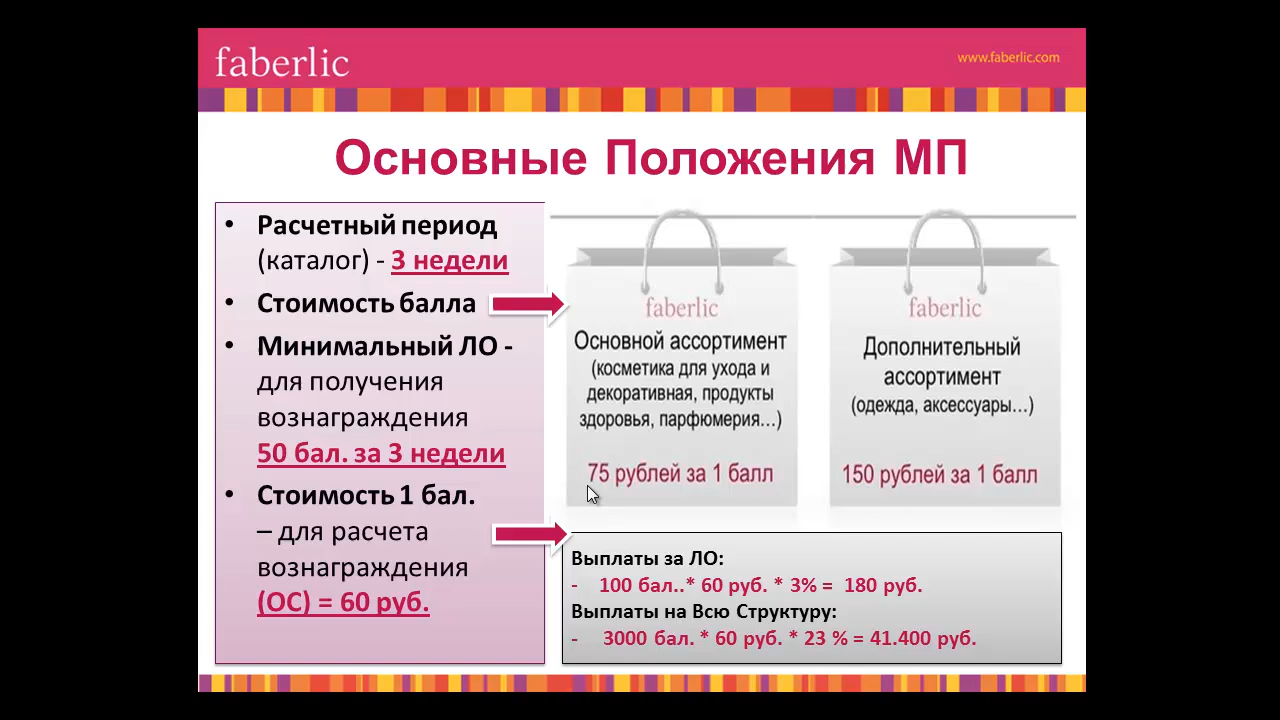 faberlic
www.faberlic.com
Основные Положения МП
• Расчетный период
(каталог) - 3 недели
• Стоимость балла
• Минимальный ЛО -
для получения
вознаграждения
50 бал. за 3 недели
• Стоимость 1 бал.
– для расчета
вознаграждения
(ОС) = 60 руб.
faberlic
Основной ассортимент
(косметика для ухода и
декоративная, продукты
здоровья, парфюмерия...)
75 рублей за 1 балл
faberlic
Дополнительный
ассортимент
(одежда, аксессуары...)
150 рублей за 1 балл
Выплаты за ЛО:
- 100 бал..* 60 руб. * 3% = 180 руб.
Выплаты на Всю Структуру:
- 3000 бал. * 60 руб. * 23 % = 41.400 руб.